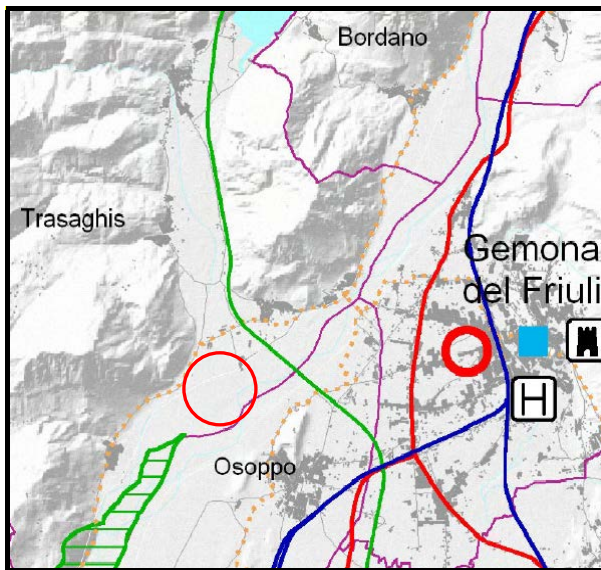 Bordano
Trasaghis
Gemona
del Friuli
H
Osoppo